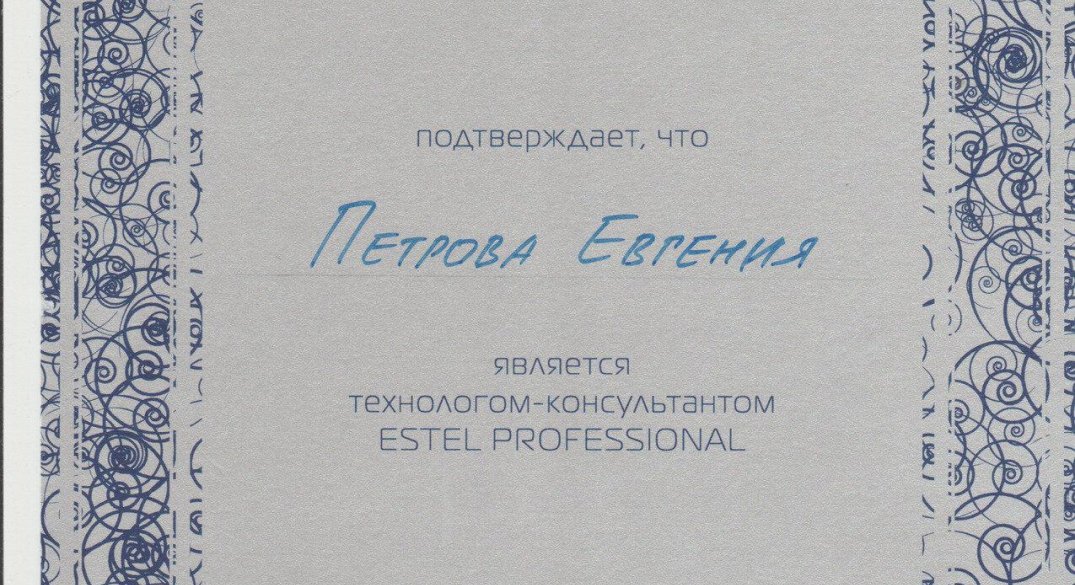 подтверждает, что
Петрова Евгения
является
технологом-консультантом
ESTEL PROFESSIONAL